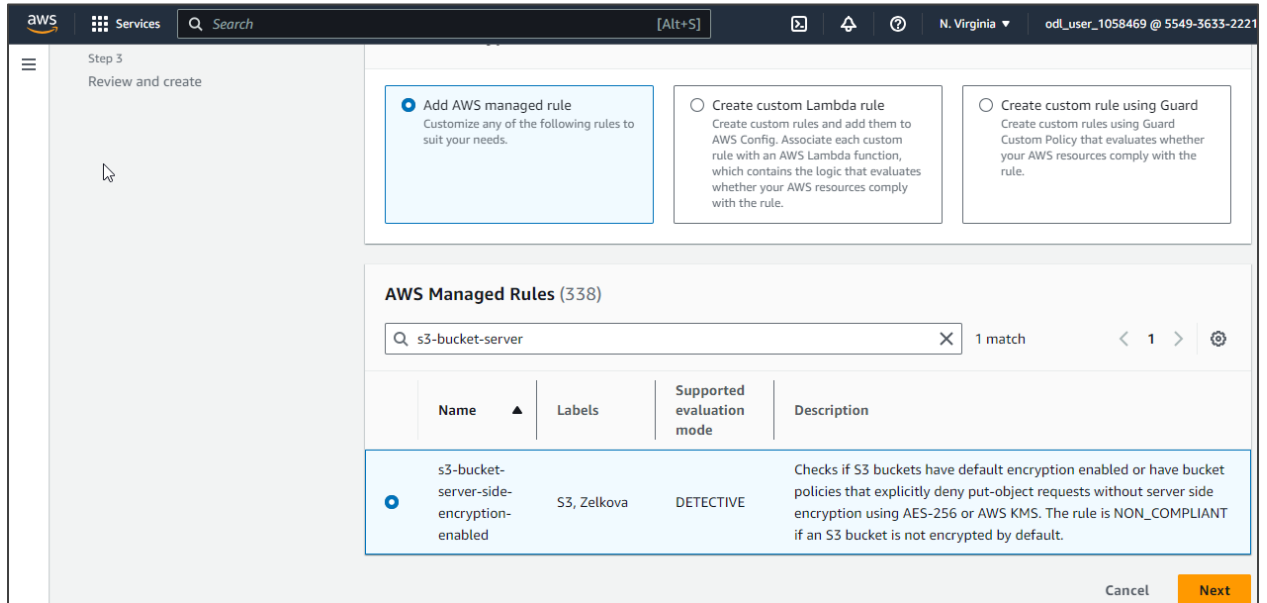 aws Services Search [Alt+S] N. Virginia ▼ odl_user_1058469 @ 5549-3633-2221
Step 3
Review and create
Add AWS managed rule
Customize any of the following rules to
suit your needs.
Create custom Lambda rule
Create custom rules and add them to
AWS Config. Associate each custom
rule with an AWS Lambda function,
which contains the logic that evaluates
whether your AWS resources comply
with the rule.
Create custom rule using Guard
Create custom rules using Guard
Custom Policy that evaluates whether
your AWS resources comply with the
rule.
AWS Managed Rules (338)
s3-bucket-server 1 match 1
Name Labels Supported
evaluation
mode Description
s3-bucket-
server-side-
encryption-
enabled
S3, Zelkova
DETECTIVE
Checks if S3 buckets have default encryption enabled or have bucket
policies that explicitly deny put-object requests without server side
encryption using AES-256 or AWS KMS. The rule is NON_COMPLIANT
if an S3 bucket is not encrypted by default.
Cancel Next